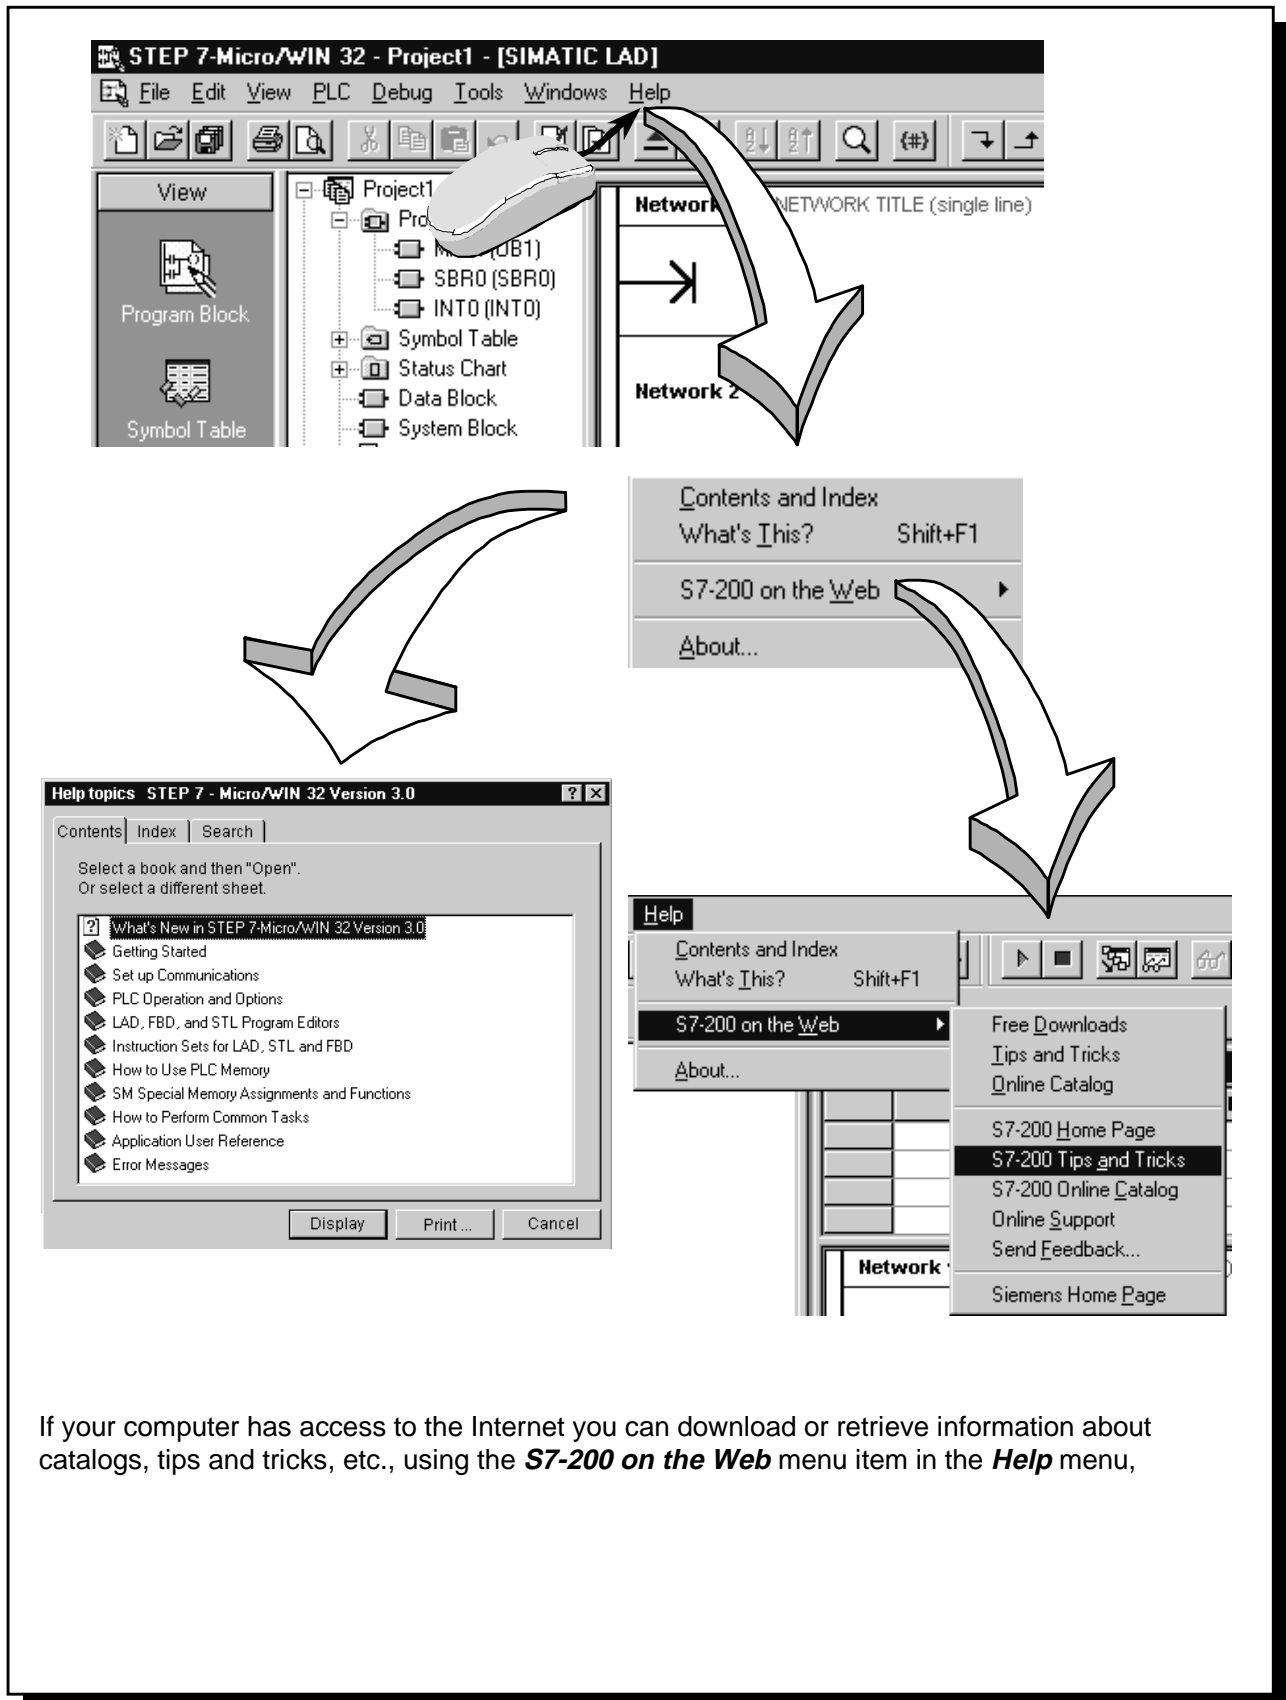 STEP 7-Micro/WIN 32 - Project1 - [SIMATIC LAD]
File Edit View PLC Debug Tools Windows Help
View
Program Block
Symbol Table
Project1
(OB1)
SBR0 (SBR0)
INT0 (INT0)
Symbol Table
Status Chart
Data Block
System Block
Network
NETWORK TITLE (single line)
Network 2
Contents and Index
What's This? Shift+F1
S7-200 on the Web
About...
Help topics STEP 7 - Micro/WIN 32 Version 3.0
Contents Index Search
Select a book and then "Open".
Or select a different sheet.
What's New in STEP 7-Micro/WIN 32 Version 3.0
Getting Started
Set up Communications
PLC Operation and Options
LAD, FBD, and STL Program Editors
Instruction Sets for LAD, STL and FBD
How to Use PLC Memory
SM Special Memory Assignments and Functions
How to Perform Common Tasks
Application User Reference
Error Messages
Display Print ... Cancel
Help
Contents and Index
What's This? Shift+F1
S7-200 on the Web
About...
Free Downloads
Tips and Tricks
Online Catalog
S7-200 Home Page
S7-200 Tips and Tricks
S7-200 Online Catalog
Online Support
Send Feedback...
Siemens Home Page
Network
If your computer has access to the Internet you can download or retrieve information about
catalogs, tips and tricks, etc., using the S7-200 on the Web menu item in the Help menu,